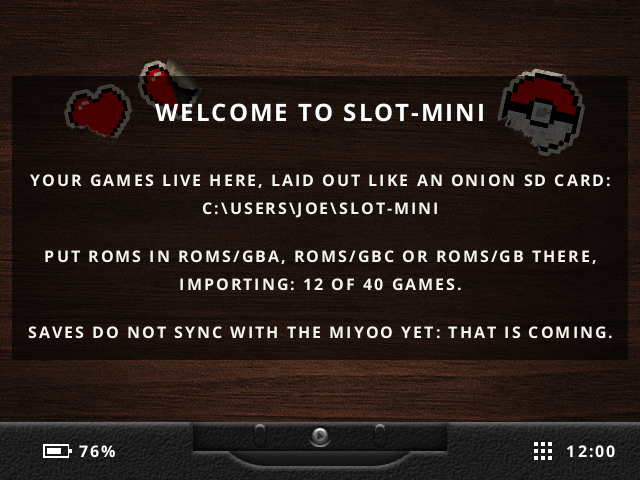 WELCOME TO SLOT-MINI
YOUR GAMES LIVE HERE, LAID OUT LIKE AN ONION SD CARD:
C:\USERS\JOE\SLOT-MINI
PUT ROMS IN ROMS/GBA, ROMS/GBC OR ROMS/GB THERE,
IMPORTING: 12 OF 40 GAMES.
SAVES DO NOT SYNC WITH THE MIYOO YET: THAT IS COMING.
76%
12:00